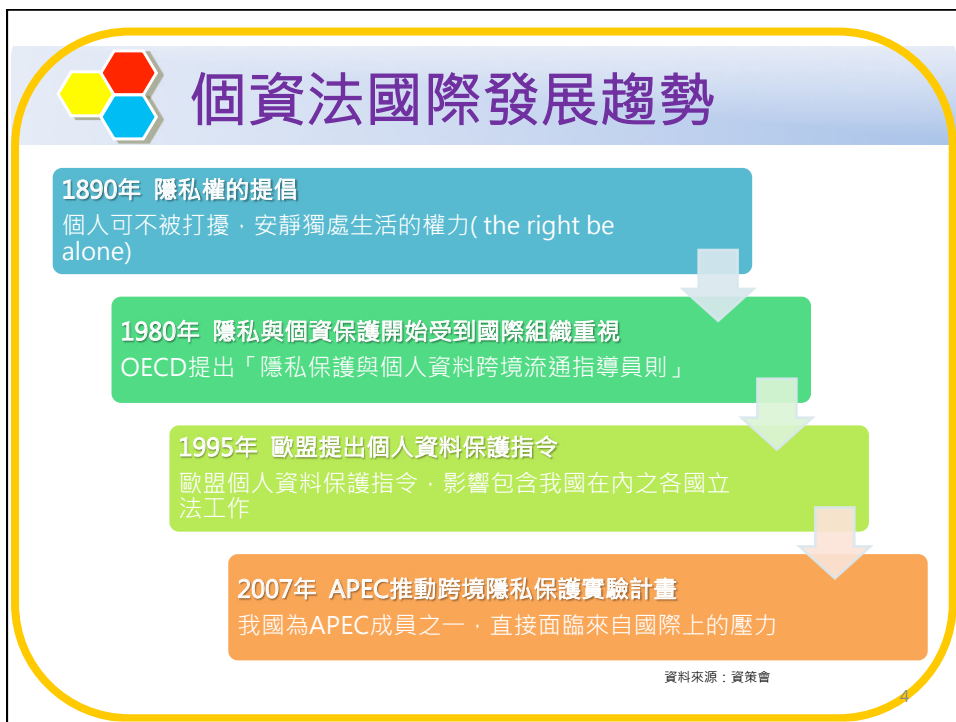 個資法國際發展趨勢
1890年 隱私權的提倡
個人可不被打擾，安靜獨處生活的權力( the right be
alone)
1980年 隱私與個資保護開始受到國際組織重視
OECD提出「隱私保護與個人資料跨境流通指導員則」
1995年 歐盟提出個人資料保護指令
歐盟個人資料保護指令，影響包含我國在內之各國立
法工作
2007年 APEC推動跨境隱私保護實驗計畫
我國為APEC成員之一，直接面臨來自國際上的壓力
資料來源：資策會
4